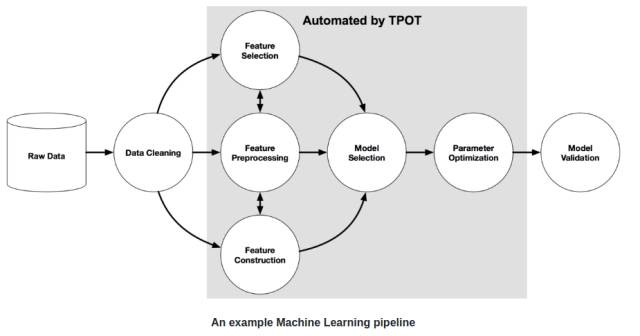 Automated by TPOT
Feature
Selection
Raw Data
Data Cleaning
Feature
Preprocessing
Model
Selection
Parameter
Optimization
Model
Validation
Feature
Construction
An example Machine Learning pipeline